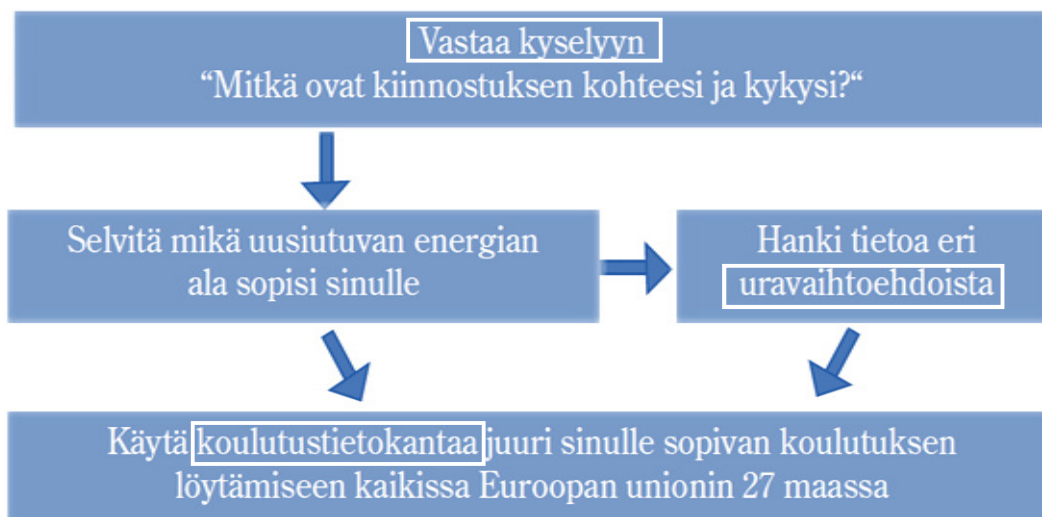 Vastaa kyselyyn
“Mitkä ovat kiinnostuksen kohteesi ja kykysi?“
Selvitä mikä uusiutuvan energian
ala sopisi sinulle
Hanki tietoa eri
uravaihtoehdoista
Käytä koulutustietokantaa juuri sinulle sopivan koulutuksen
löytämiseen kaikissa Euroopan unionin 27 maassa